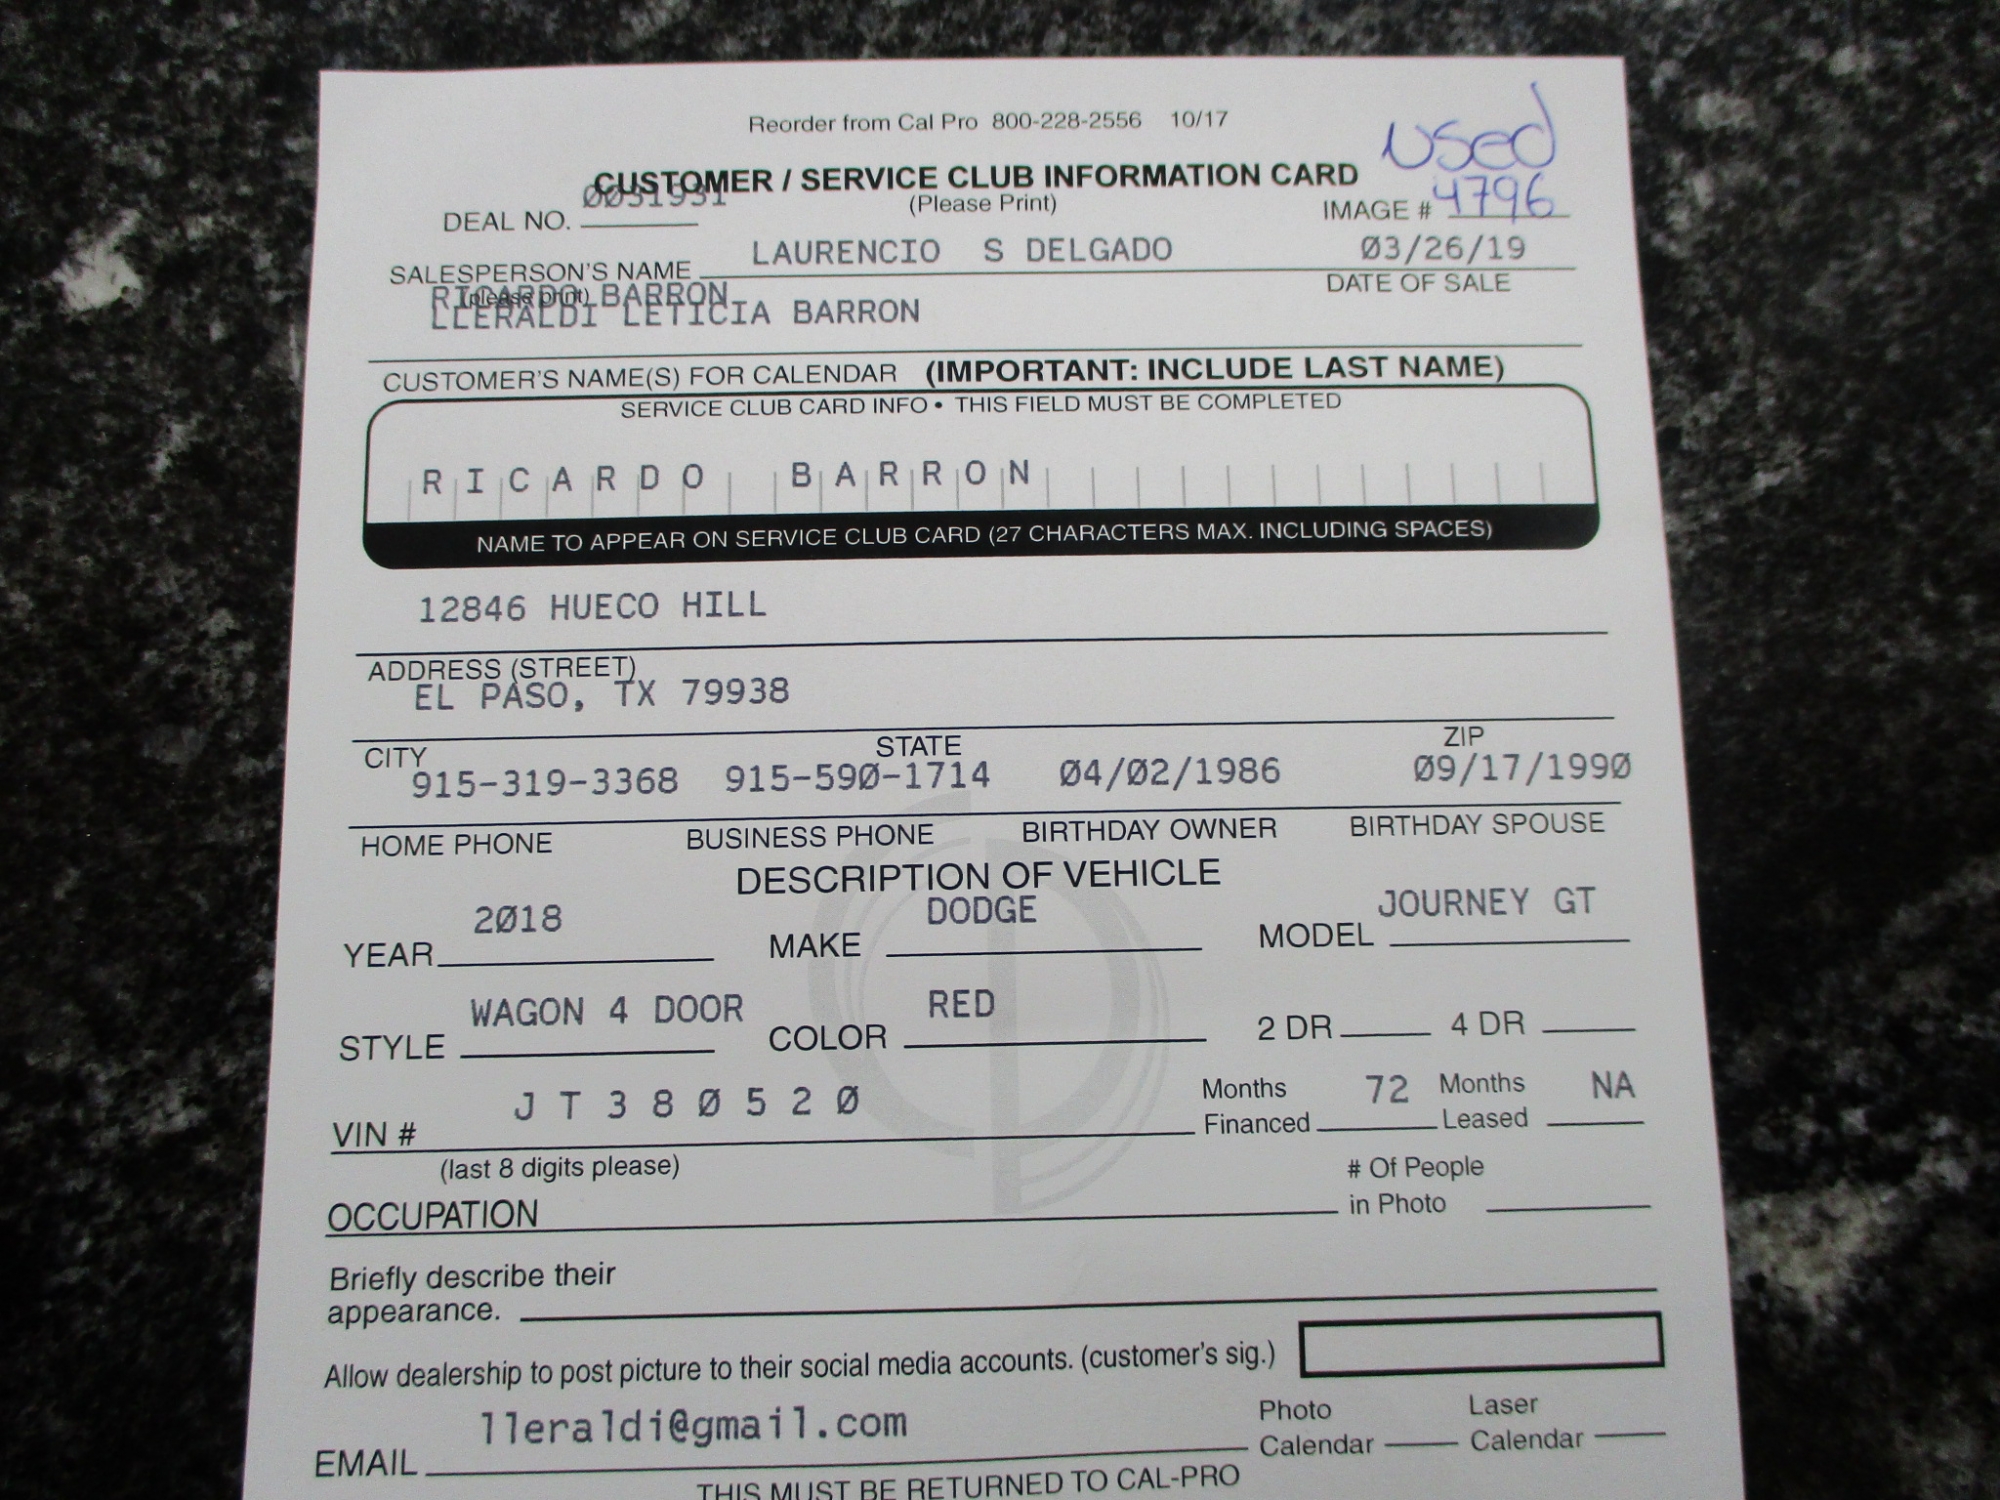 Reorder from Cal Pro 800-228-2556 10/17
Used
CUSTOMER / SERVICE CLUB INFORMATION CARD
(Please Print)
DEAL NO. 0031931
IMAGE # 4796
SALESPERSON'S NAME LAURENCIO S DELGADO 03/26/19
(please print)
DATE OF SALE
RICARDO BARRON
LLERALDI LETICIA BARRON
CUSTOMER'S NAME(S) FOR CALENDAR (IMPORTANT: INCLUDE LAST NAME)
SERVICE CLUB CARD INFO • THIS FIELD MUST BE COMPLETED
RICARDO BARRON
NAME TO APPEAR ON SERVICE CLUB CARD (27 CHARACTERS MAX. INCLUDING SPACES)
12846 HUECO HILL
ADDRESS (STREET)
EL PASO, TX 79938
CITY STATE ZIP
915-319-3368 915-590-1714 04/02/1986 09/17/1990
HOME PHONE BUSINESS PHONE BIRTHDAY OWNER BIRTHDAY SPOUSE
DESCRIPTION OF VEHICLE
YEAR 2018 MAKE DODGE MODEL JOURNEY GT
STYLE WAGON 4 DOOR COLOR RED 2 DR 4 DR
VIN # JT380520 Months Financed 72 Months Leased NA
(last 8 digits please)
OCCUPATION # Of People in Photo
Briefly describe their
appearance.
Allow dealership to post picture to their social media accounts. (customer's sig.)
EMAIL lleraldi@gmail.com Photo Calendar Laser Calendar
THIS MUST BE RETURNED TO CAL-PRO